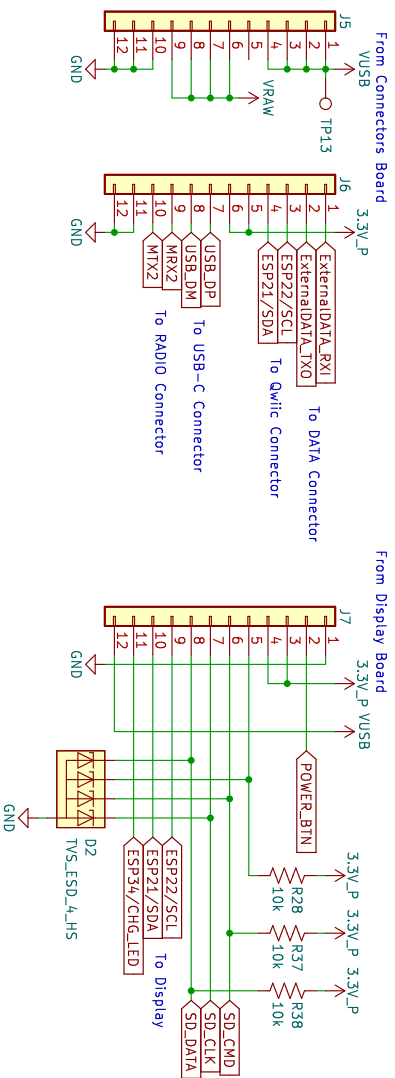 From Connectors Board
J5
1
2
3
4
5
6
7
8
9
10
11
12
VUSB
TP13
VRAW
GND
J6
1
2
3
4
5
6
7
8
9
10
11
12
3.3V_P
ExternalDATA_RXI
ExternalDATA_TXO
ESP22/SCL
ESP21/SDA
USB_DP
USB_DM
MRX2
MTX2
GND
To DATA Connector
To Qwiic Connector
To USB-C Connector
To RADIO Connector
From Display Board
J7
1
2
3
4
5
6
7
8
9
10
11
12
3.3V_P
VUSB
GND
POWER_BTN
D2
TVS_ESD_4_HS
GND
ESP22/SCL
ESP21/SDA
ESP34/CHG_LED
To Display
3.3V_P
R28
10k
3.3V_P
R37
10k
3.3V_P
R38
10k
SD_CMD
SD_CLK
SD_DATA